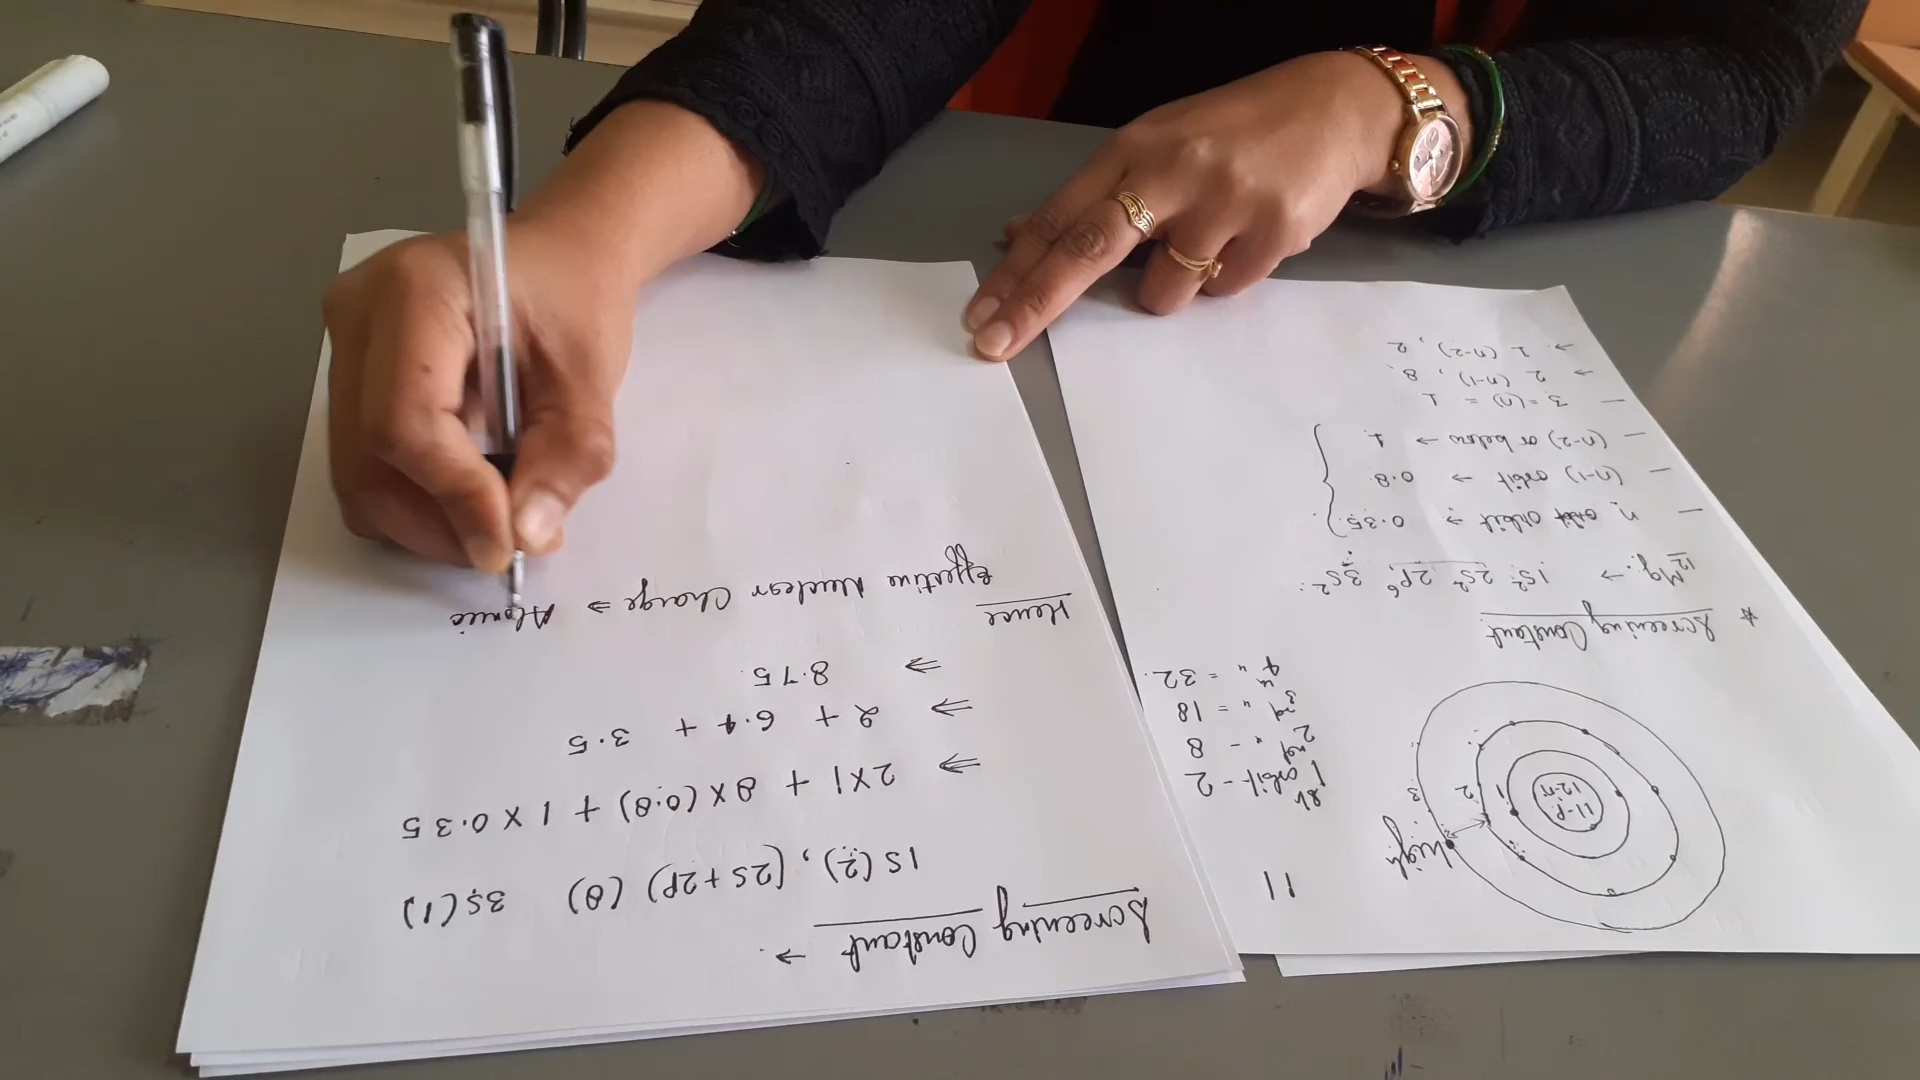 Screening Constant →
1S (2), (2S+2P) (8) 3S (1)
⇒ 2×1 + 8×(0.8) + 1×0.35
⇒ 2 + 6.4 + 3.5
⇒ 8.75
Hence
Effective Nuclear Charge ⇒ Atomic
11
high
11-P
12-n
1
2
3
1st orbit - 2
2nd " - 8
3rd " = 18
4th " = 32.
* Screening Constant
12Mg. → 1S² 2S² 2P⁶ 3S².
— n orbit → 0.35
— (n-1) orbit → 0.8
— (n-2) or below → 1
— 3 = (n) = 1
→ 2 (n-1), 8
→ 1 (n-2), 2